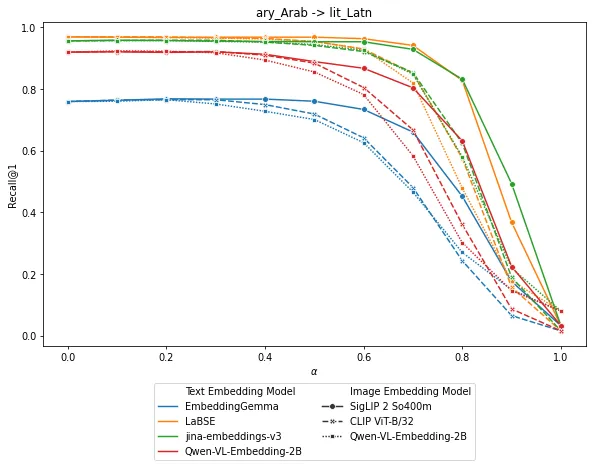 ary_Arab -> lit_Latn
Recall@1
1.0
0.8
0.6
0.4
0.2
0.0
0.0 0.2 0.4 0.6 0.8 1.0
α
Text Embedding Model
EmbeddingGemma
LaBSE
jina-embeddings-v3
Qwen-VL-Embedding-2B
Image Embedding Model
SigLIP 2 So400m
CLIP ViT-B/32
Qwen-VL-Embedding-2B